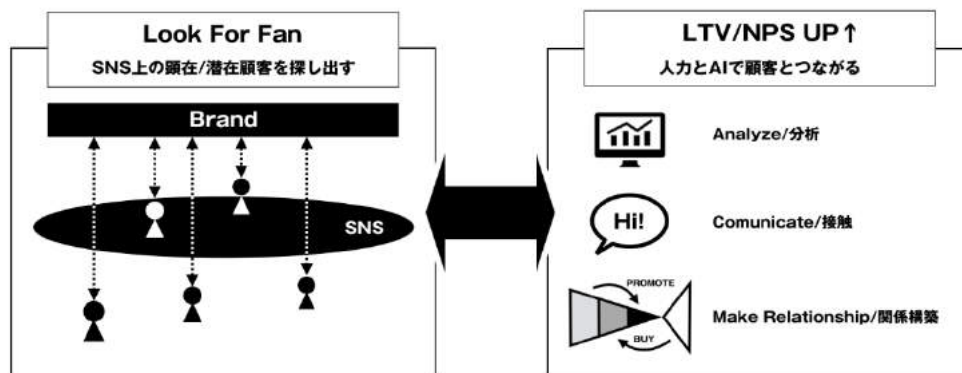 Look For Fan
SNS上の顕在/潜在顧客を探し出す
Brand
SNS
LTV/NPS UP↑
人力とAIで顧客とつながる
Analyze/分析
Hi!
Comunicate/接触
PROMOTE
BUY
Make Relationship/関係構築